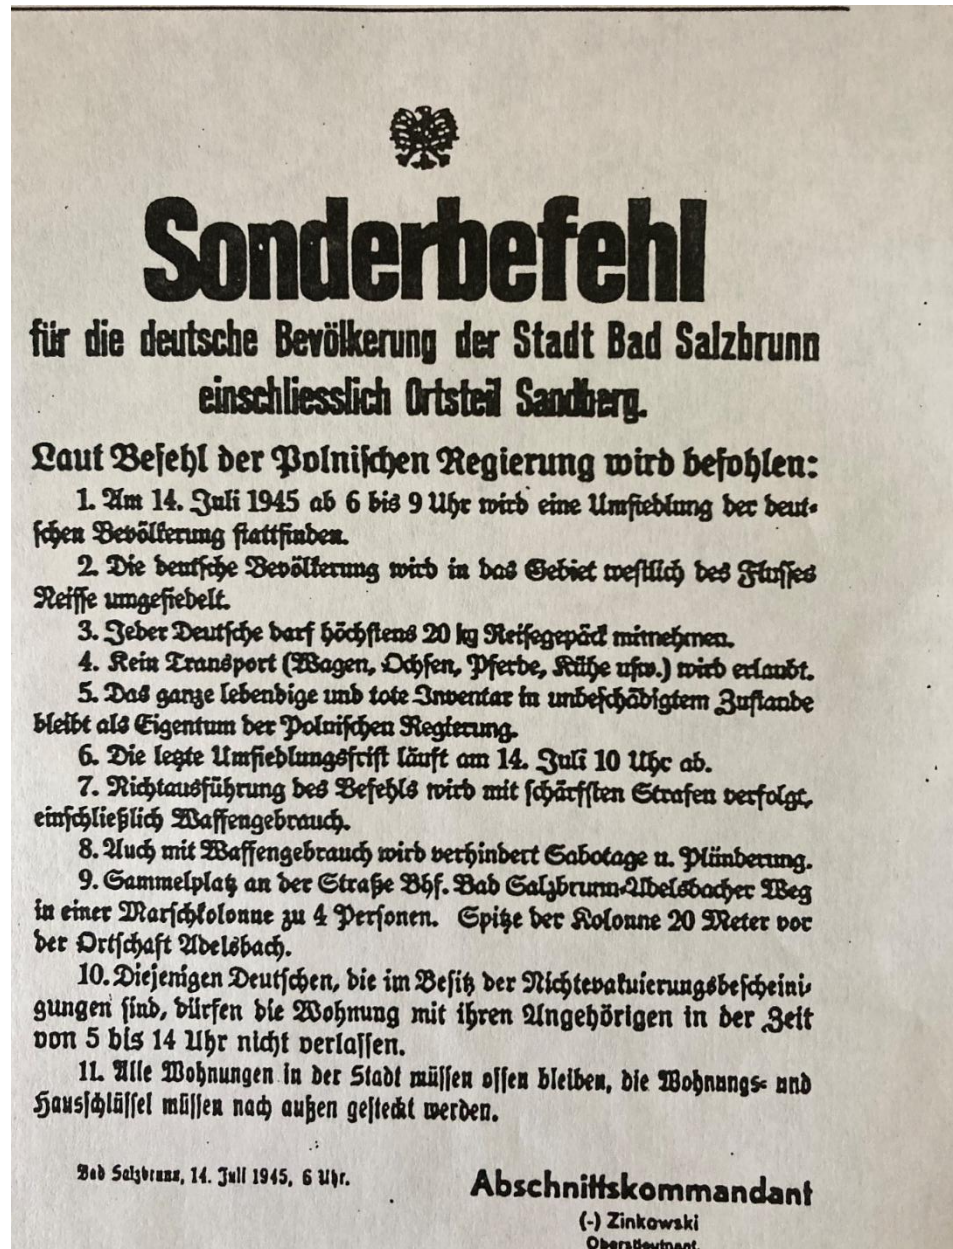 Sonderbefehl
für die deutsche Bevölkerung der Stadt Bad Salzbrunn
einschliesslich Ortsteil Sandberg.
Laut Befehl der Polnischen Regierung wird befohlen:
1. Am 14. Juli 1945 ab 6 bis 9 Uhr wird eine Umsiedlung der deut-
schen Bevölkerung stattfinden.
2. Die deutsche Bevölkerung wird in das Gebiet westlich des Flusses
Neisse umgesiedelt.
3. Jeder Deutsche darf höchstens 20 kg Reisegepäck mitnehmen.
4. Kein Transport (Wagen, Ochsen, Pferde, Kühe usw.) wird erlaubt.
5. Das ganze lebendige und tote Inventar in unbeschädigtem Zustande
bleibt als Eigentum der Polnischen Regierung.
6. Die letzte Umsiedlungsfrist läuft am 14. Juli 10 Uhr ab.
7. Nichtausführung des Befehls wird mit schärfsten Strafen verfolgt,
einschließlich Waffengebrauch.
8. Auch mit Waffengebrauch wird verhindert Sabotage u. Plünderung.
9. Sammelplatz an der Straße Bhf. Bad Salzbrunn-Adelsbacher Weg
in einer Marschkolonne zu 4 Personen. Spitze der Kolonne 20 Meter vor
der Ortschaft Adelsbach.
10. Diejenigen Deutschen, die im Besitz der Nichtevakuierungsbescheini-
gungen sind, dürfen die Wohnung mit ihren Angehörigen in der Zeit
von 5 bis 14 Uhr nicht verlassen.
11. Alle Wohnungen in der Stadt müssen offen bleiben, die Wohnungs- und
Hausschlüssel müssen nach außen gesteckt werden.
Bad Salzbrunn, 14. Juli 1945, 6 Uhr.
Abschnittskommandant
(-) Zinkowski
Oberstleutnant.